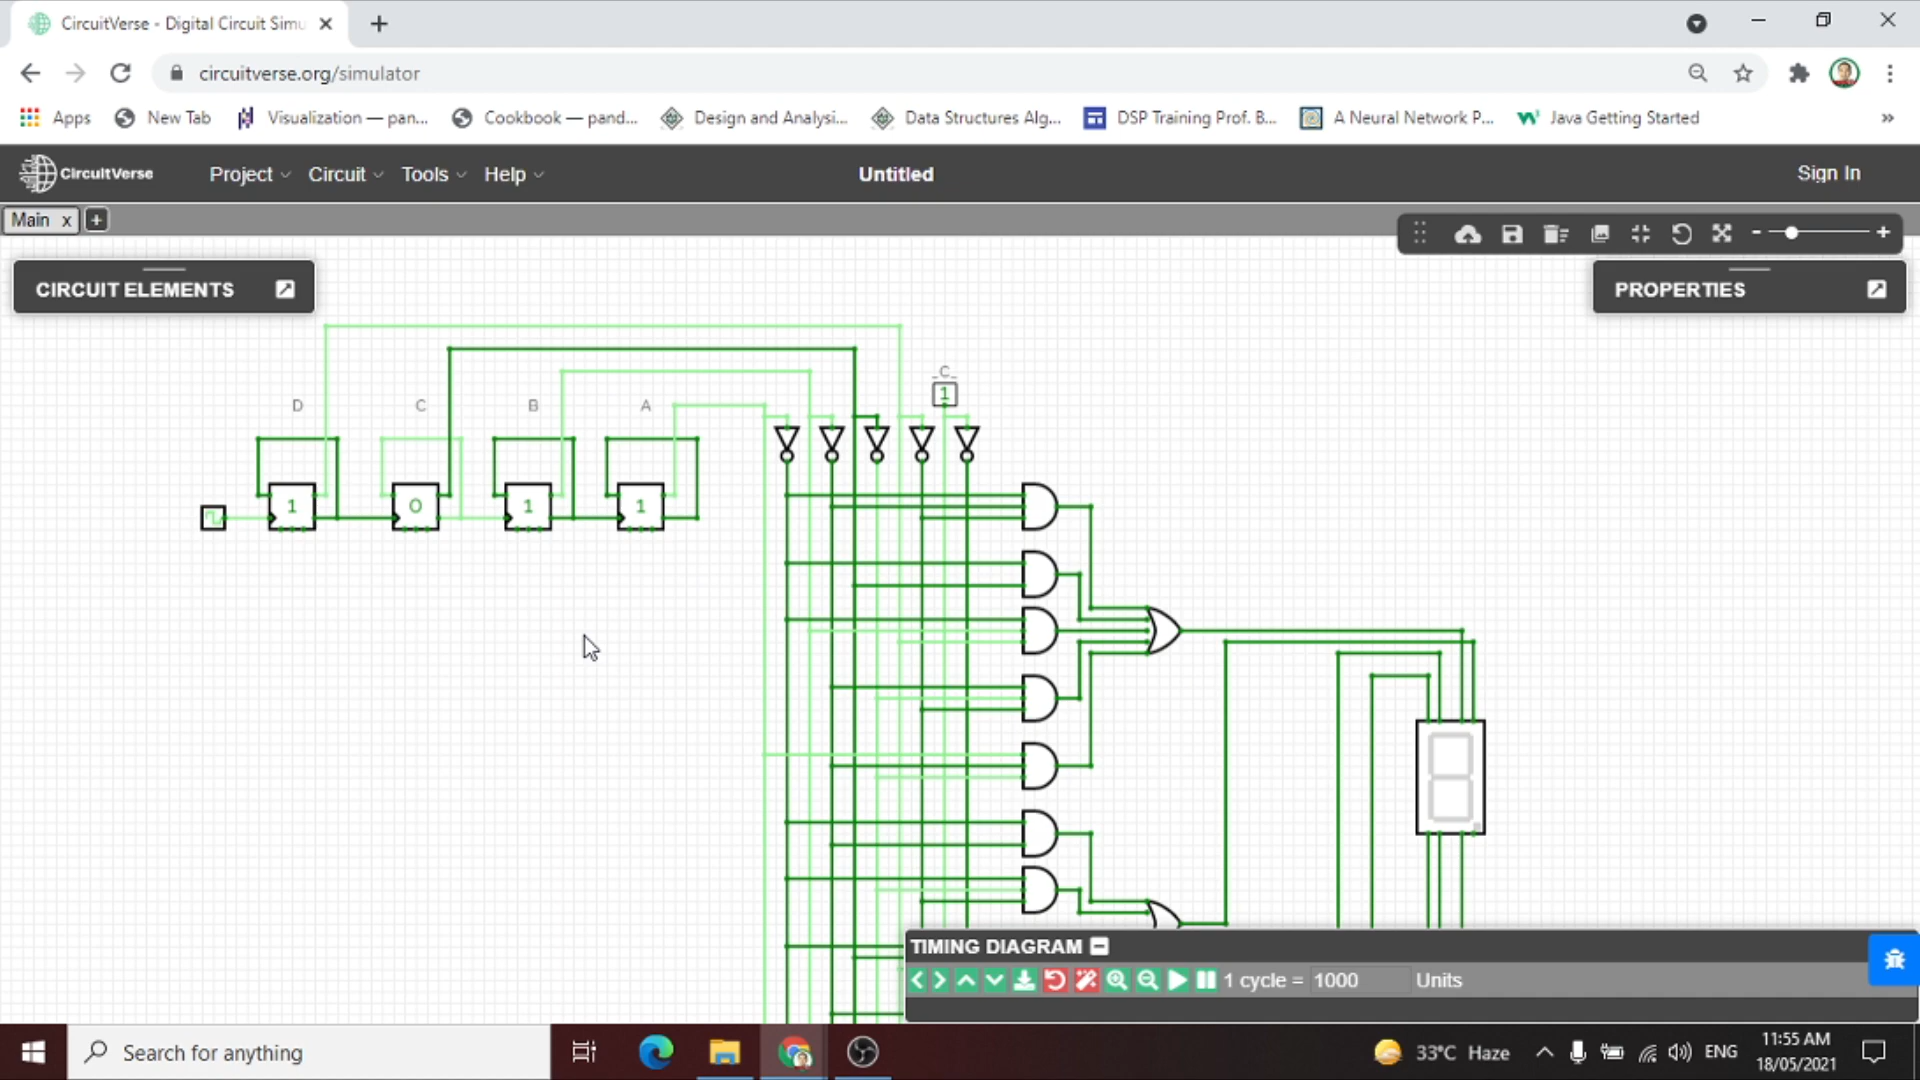 CircuitVerse - Digital Circuit Simu
circuitverse.org/simulator
Apps New Tab Visualization — pan... Cookbook — pand... Design and Analysi... Data Structures Alg... DSP Training Prof. B... A Neural Network P... Java Getting Started »
CircuitVerse Project Circuit Tools Help Untitled Sign In
Main x +
CIRCUIT ELEMENTS
PROPERTIES
_C_
1
D C B A
1 0 1 1
TIMING DIAGRAM
1 cycle = 1000 Units
Search for anything
33°C Haze ENG
11:55 AM
18/05/2021